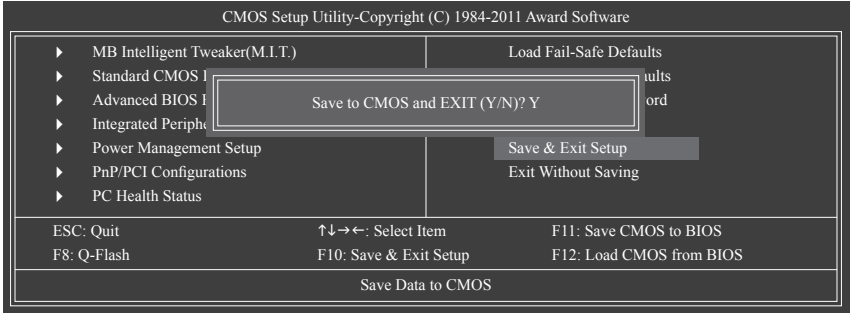 CMOS Setup Utility-Copyright (C) 1984-2011 Award Software
MB Intelligent Tweaker(M.I.T.)
Standard CMOS
Advanced BIOS
Integrated
Power Management Setup
PnP/PCI Configurations
PC Health Status
Load Fail-Safe Defaults
Save & Exit Setup
Exit Without Saving
Save to CMOS and EXIT (Y/N)? Y
ESC: Quit ↑↓→←: Select Item F11: Save CMOS to BIOS
F8: Q-Flash F10: Save & Exit Setup F12: Load CMOS from BIOS
Save Data to CMOS